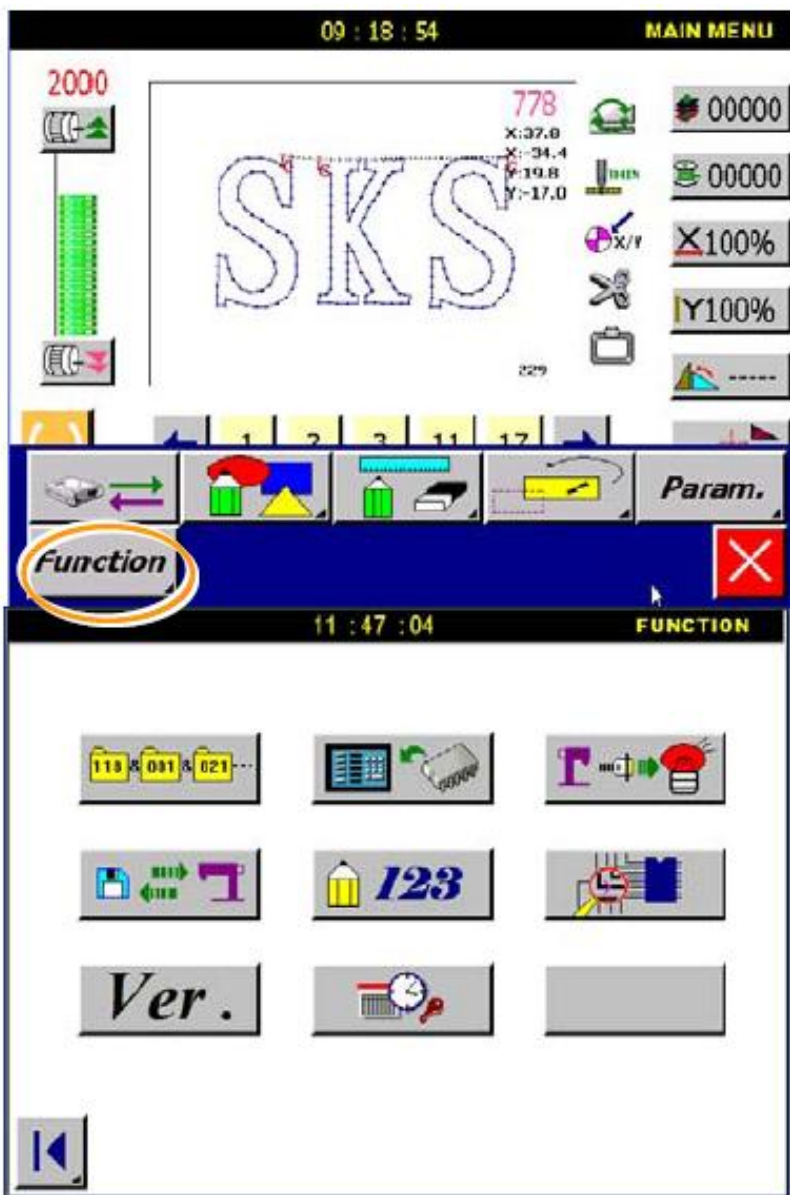 09 : 18 : 54 MAIN MENU
2000
778
X:37.8
X:-34.4
Y:19.8
Y:-17.0
SKS
229
00000
00000
X/Y
X100%
Y100%
-----
1 2 3 11 17
Param.
Function
11 :47 :04 FUNCTION
118 & 001 & 021---
123
Ver .